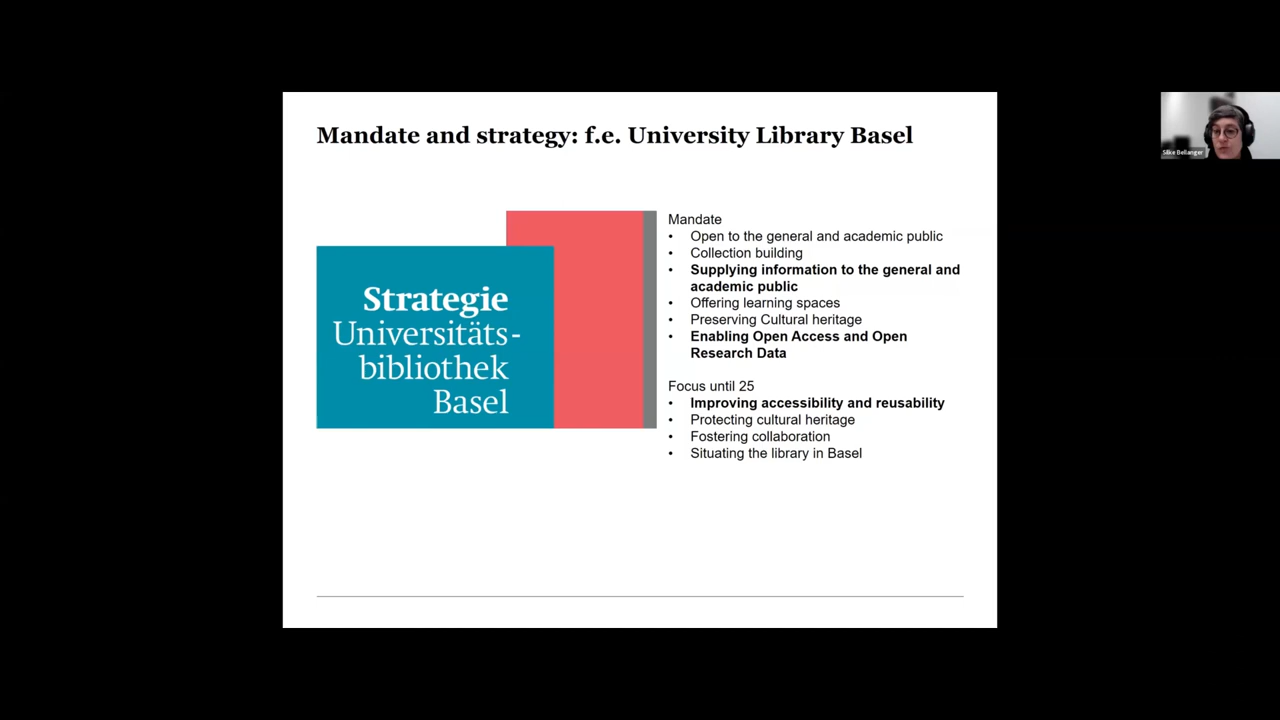 Mandate and strategy: f.e. University Library Basel
Strategie
Universitäts-
bibliothek
Basel
Mandate
• Open to the general and academic public
• Collection building
• Supplying information to the general and
academic public
• Offering learning spaces
• Preserving Cultural heritage
• Enabling Open Access and Open
Research Data
Focus until 25
• Improving accessibility and reusability
• Protecting cultural heritage
• Fostering collaboration
• Situating the library in Basel
Silke Bellanger